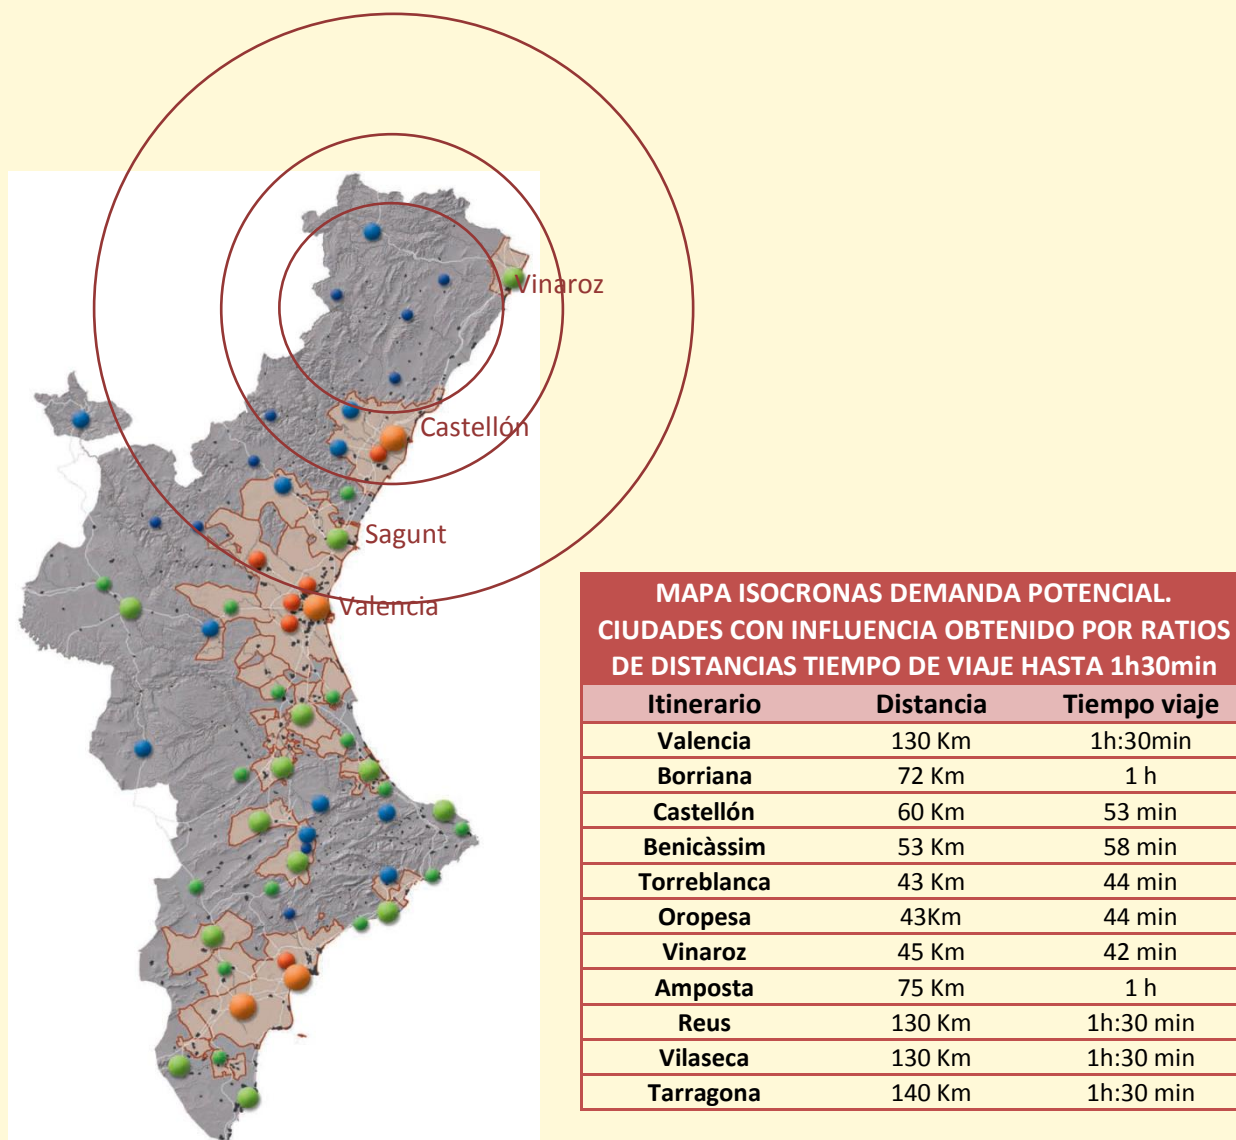 Vinaroz
Castellón
Sagunt
Valencia
MAPA ISOCRONAS DEMANDA POTENCIAL.
CIUDADES CON INFLUENCIA OBTENIDO POR RATIOS
DE DISTANCIAS TIEMPO DE VIAJE HASTA 1h30min
Itinerario Distancia Tiempo viaje
Valencia 130 Km 1h:30min
Borriana 72 Km 1 h
Castellón 60 Km 53 min
Benicàssim 53 Km 58 min
Torreblanca 43 Km 44 min
Oropesa 43Km 44 min
Vinaroz 45 Km 42 min
Amposta 75 Km 1 h
Reus 130 Km 1h:30 min
Vilaseca 130 Km 1h:30 min
Tarragona 140 Km 1h:30 min